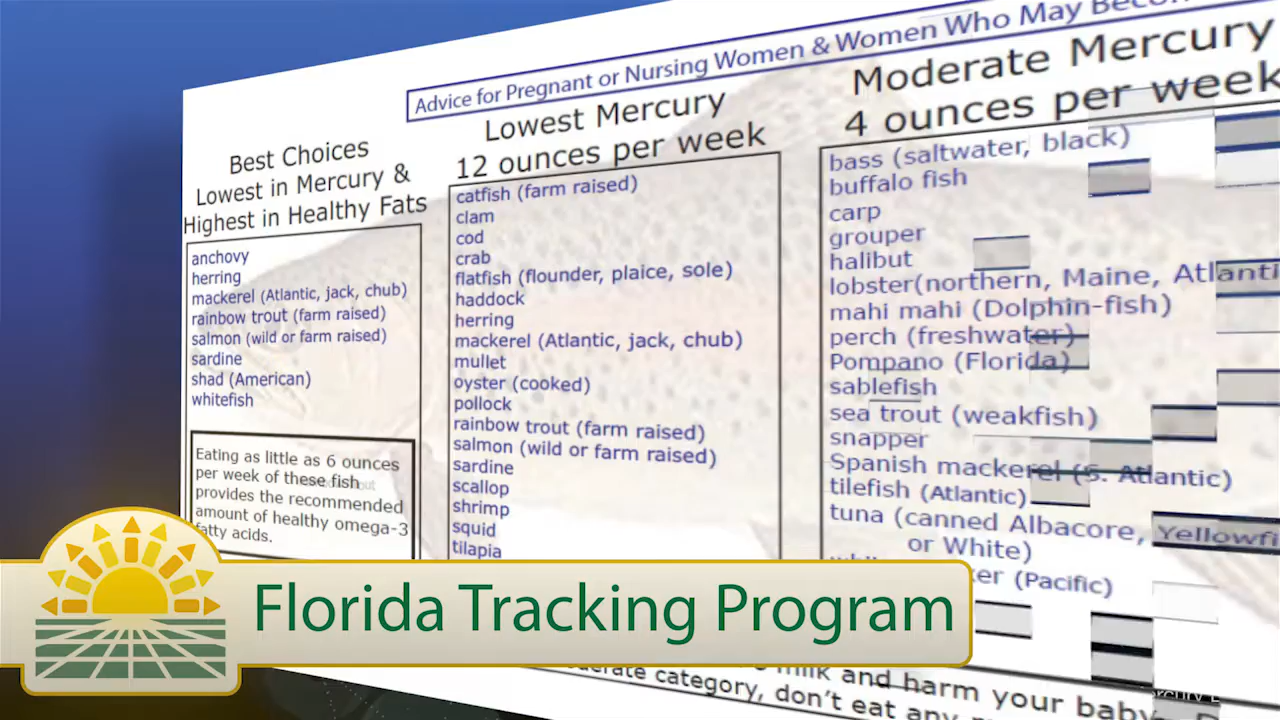 Advice for Pregnant or Nursing Women & Women Who May
Best Choices
Lowest in Mercury &
Highest in Healthy Fats
anchovy
herring
mackerel (Atlantic, jack, chub)
rainbow trout (farm raised)
salmon (wild or farm raised)
sardine
shad (American)
whitefish
Eating as little as 6 ounces
per week of these fish
provides the recommended
amount of healthy omega-3
fatty acids.
Lowest Mercury
12 ounces per week
catfish (farm raised)
clam
cod
crab
flatfish (flounder, plaice, sole)
haddock
herring
mackerel (Atlantic, jack, chub)
mullet
oyster (cooked)
pollock
rainbow trout (farm raised)
salmon (wild or farm raised)
sardine
scallop
shrimp
squid
tilapia
Moderate Mercury
4 ounces per week
bass (saltwater, black)
buffalo fish
carp
grouper
halibut
lobster(northern, Maine, Atlanti
mahi mahi (Dolphin-fish)
perch (freshwater)
Pompano (Florida)
sablefish
sea trout (weakfish)
snapper
Spanish mackerel (S. Atlantic)
tilefish (Atlantic)
tuna (canned Albacore, Yellowfi
or White)
(Pacific)
milk and harm your baby.
category, don't eat any
Florida Tracking Program